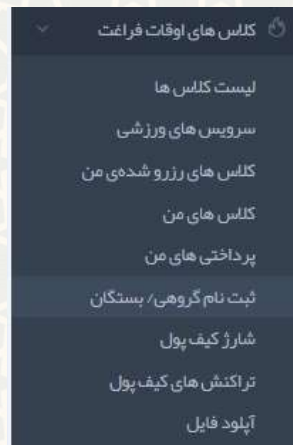 کلاس های اوقات فراغت
لیست کلاس ها
سرویس های ورزشی
کلاس های رزرو شده‌ی من
کلاس های من
پرداختی های من
ثبت نام گروهی/ بستگان
شارژ کیف پول
تراکنش های کیف پول
آپلود فایل